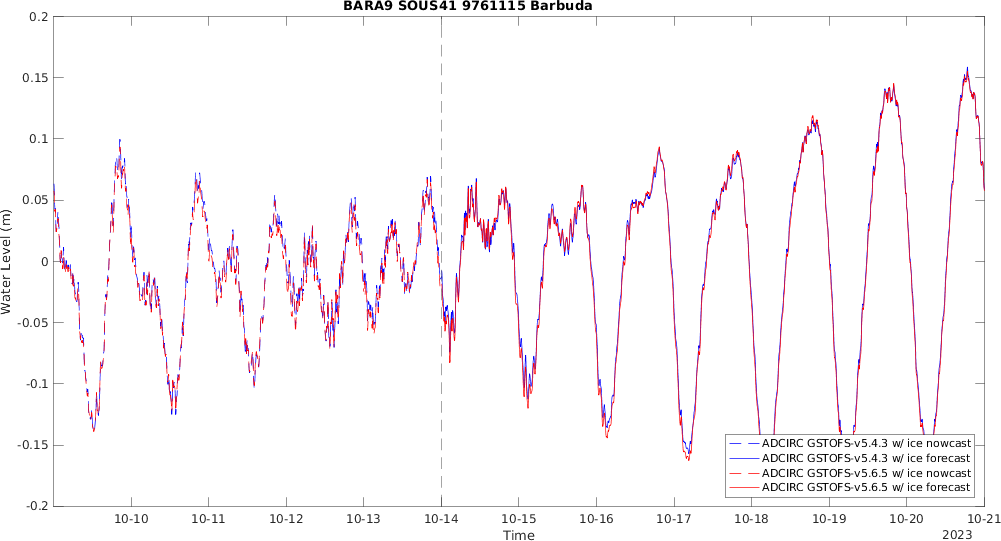 BARA9 SOUS41 9761115 Barbuda
0.2
0.15
0.1
0.05
0
-0.05
-0.1
-0.15
-0.2
Water Level (m)
ADCIRC GSTOFS-v5.4.3 w/ ice nowcast
ADCIRC GSTOFS-v5.4.3 w/ ice forecast
ADCIRC GSTOFS-v5.6.5 w/ ice nowcast
ADCIRC GSTOFS-v5.6.5 w/ ice forecast
10-10 10-11 10-12 10-13 10-14 10-15 10-16 10-17 10-18 10-19 10-20 10-21
Time
2023